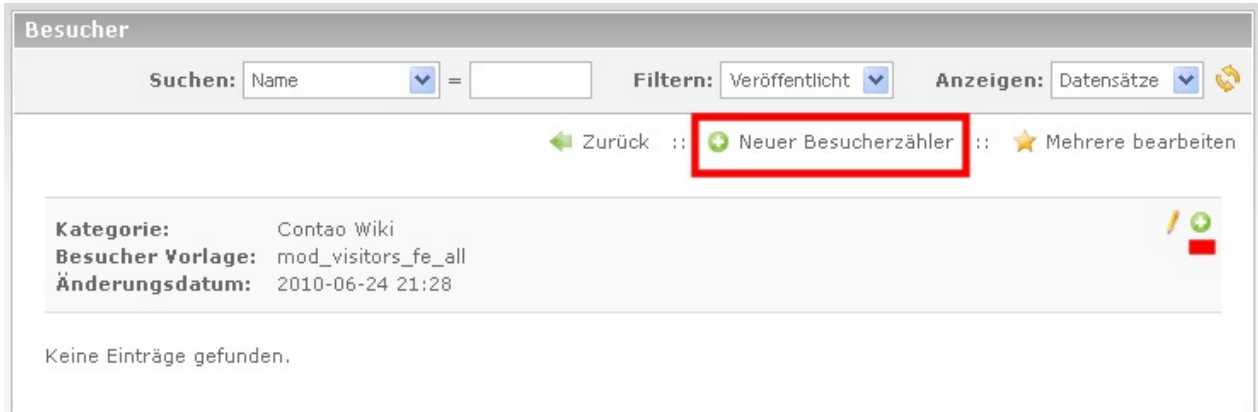 Besucher
Suchen: Name = Filtern: Veröffentlicht Anzeigen: Datensätze
Zurück :: Neuer Besucherzähler :: Mehrere bearbeiten
Kategorie: Contao Wiki
Besucher Vorlage: mod_visitors_fe_all
Änderungsdatum: 2010-06-24 21:28
Keine Einträge gefunden.